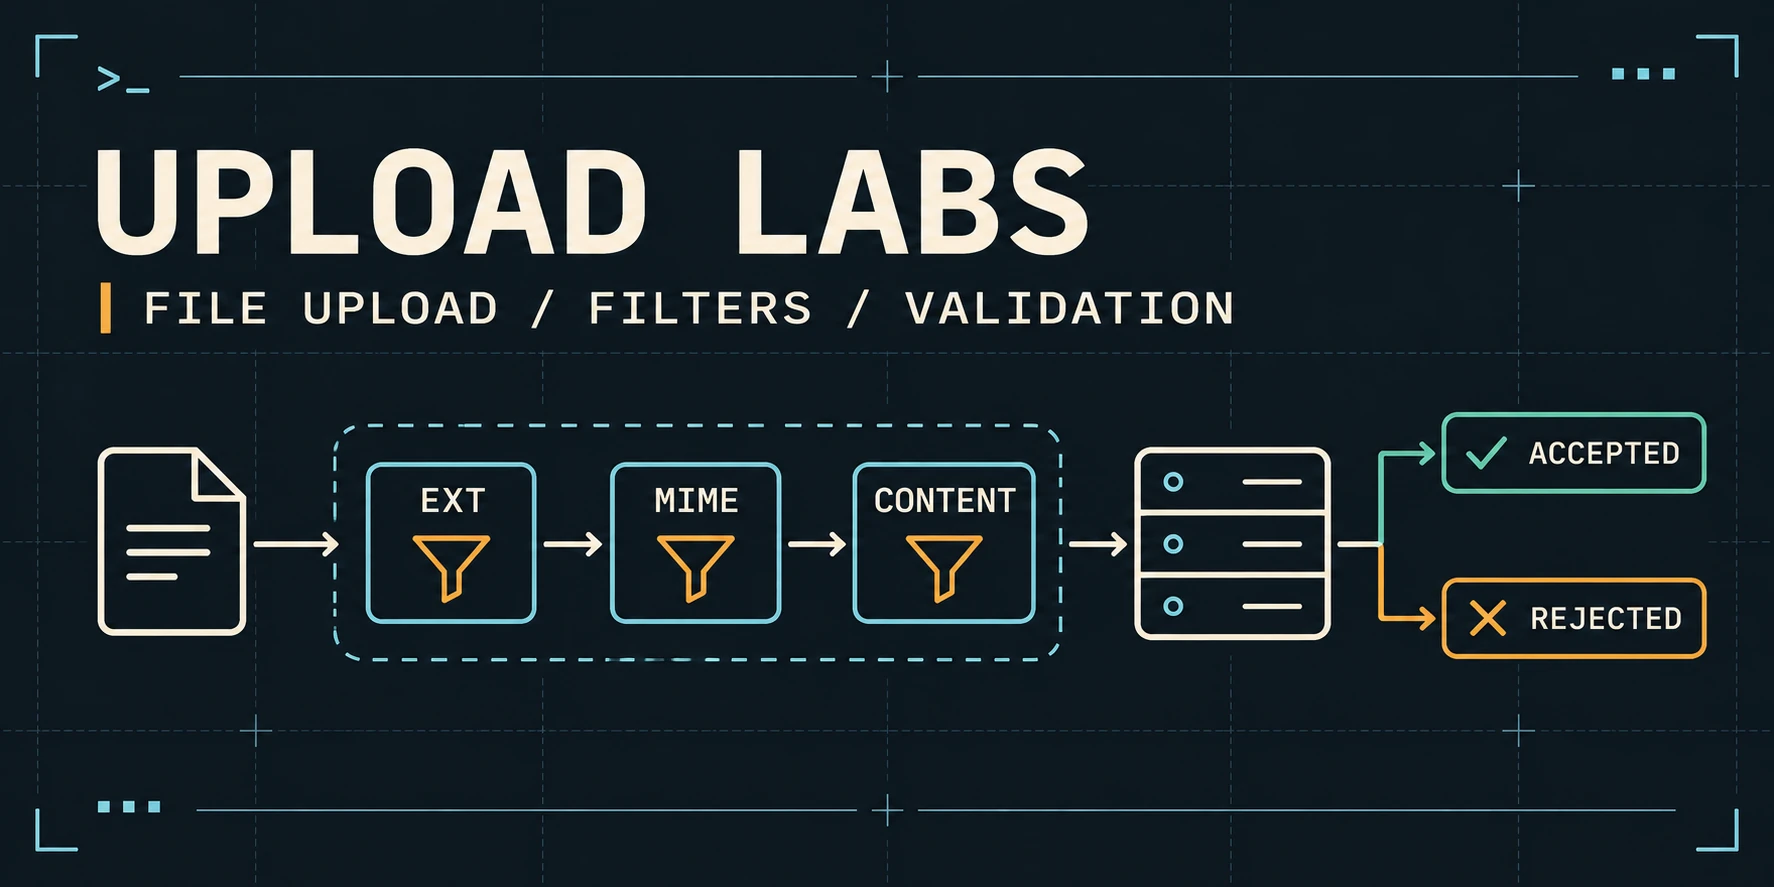 >_
UPLOAD LABS
FILE UPLOAD / FILTERS / VALIDATION
EXT
MIME
CONTENT
ACCEPTED
REJECTED